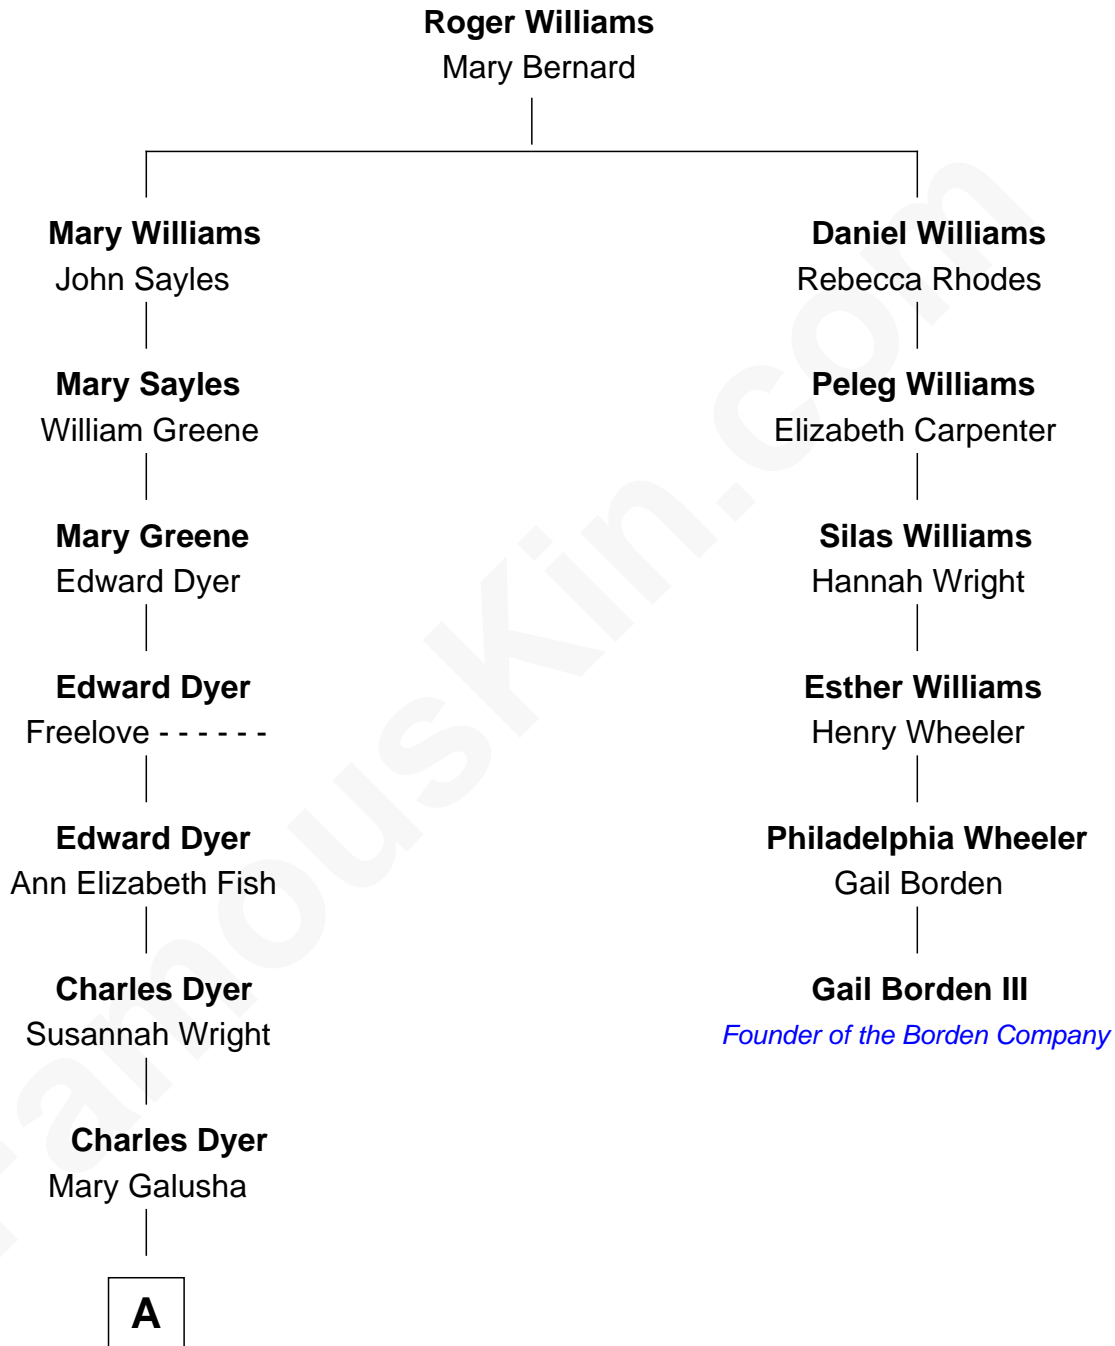 Roger Williams
Mary Bernard
Mary Williams
John Sayles
Daniel Williams
Rebecca Rhodes
Mary Sayles
William Greene
Peleg Williams
Elizabeth Carpenter
Mary Greene
Edward Dyer
Silas Williams
Hannah Wright
Edward Dyer
Freelove - - - - - -
Esther Williams
Henry Wheeler
Edward Dyer
Ann Elizabeth Fish
Philadelphia Wheeler
Gail Borden
Charles Dyer
Susannah Wright
Gail Borden III
Founder of the Borden Company
Charles Dyer
Mary Galusha
A
FamousKin.com